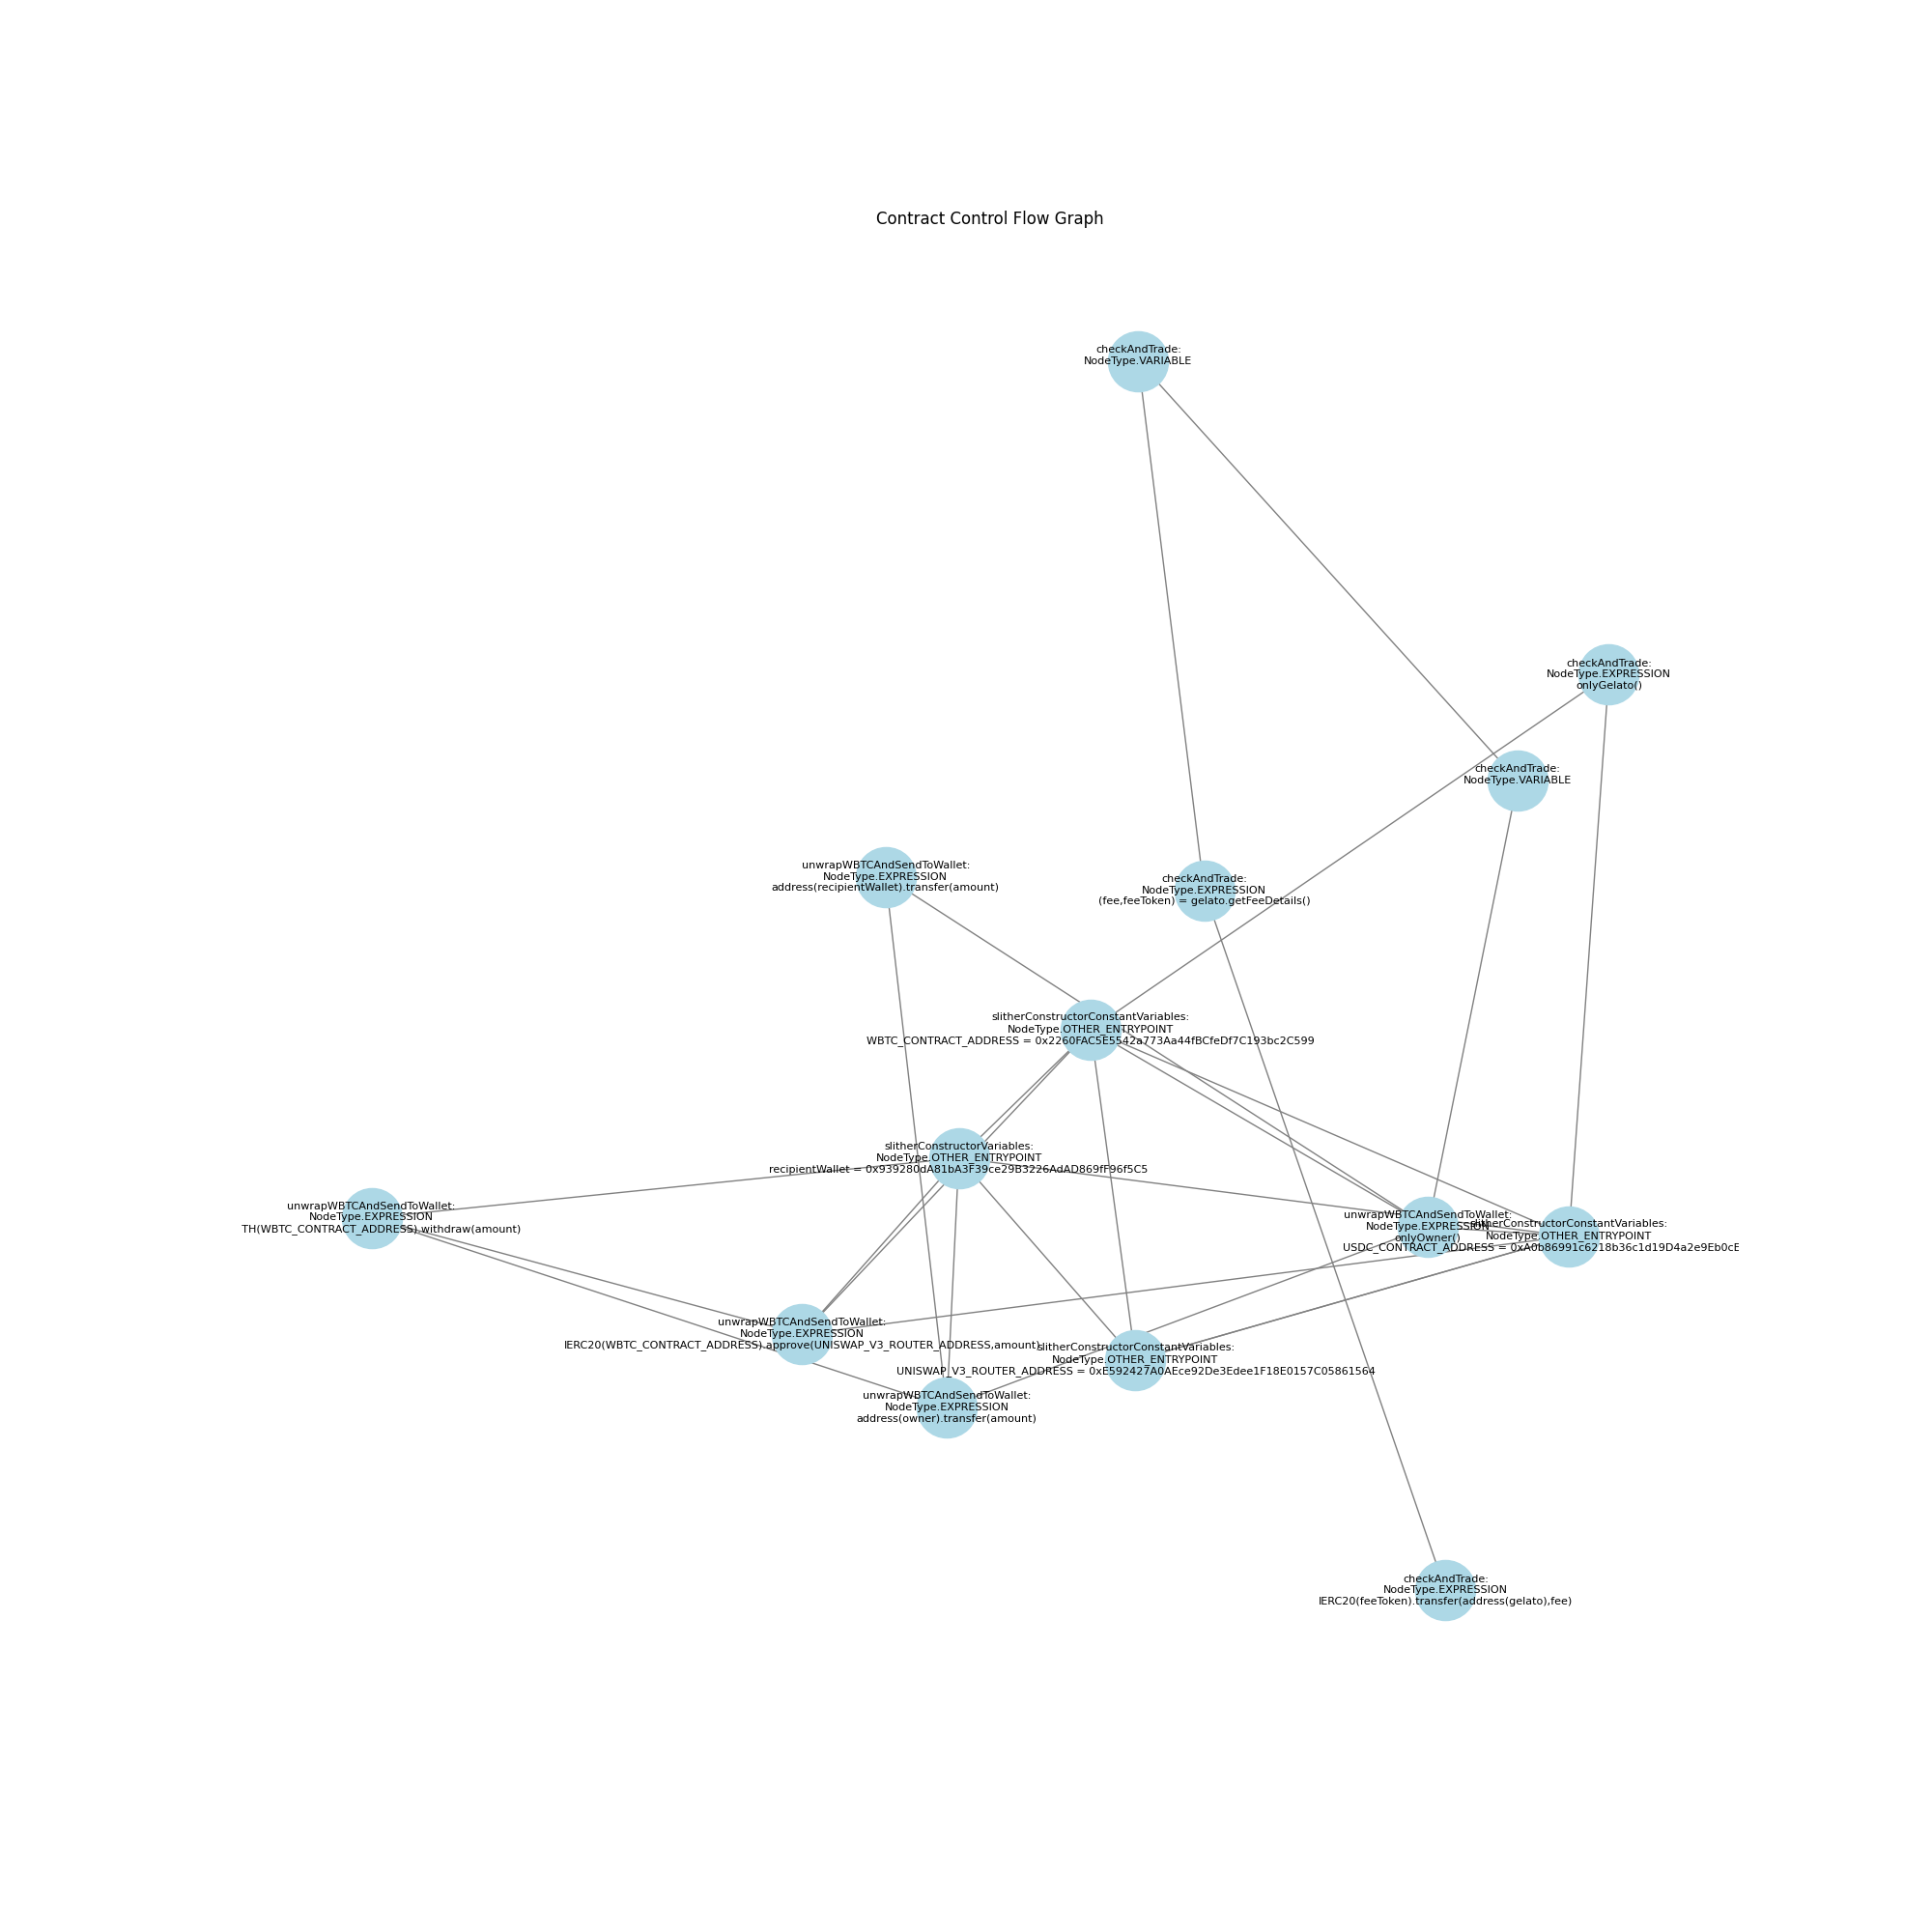 Contract Control Flow Graph
checkAndTrade:
NodeType.VARIABLE
checkAndTrade:
NodeType.EXPRESSION
onlyGelato()
checkAndTrade:
NodeType.VARIABLE
unwrapWBTCAndSendToWallet:
NodeType.EXPRESSION
address(recipientWallet).transfer(amount)
checkAndTrade:
NodeType.EXPRESSION
(fee,feeToken) = gelato.getFeeDetails()
slitherConstructorConstantVariables:
NodeType.OTHER_ENTRYPOINT
WBTC_CONTRACT_ADDRESS = 0x2260FAC5E5542a773Aa44fBCfeDf7C193bc2C599
slitherConstructorVariables:
NodeType.OTHER_ENTRYPOINT
recipientWallet = 0x939280dA81bA3F39ce29B3226AdAD869fF96f5C5
unwrapWBTCAndSendToWallet:
NodeType.EXPRESSION
TH(WBTC_CONTRACT_ADDRESS).withdraw(amount)
unwrapWBTCAndSendToWallet:
NodeType.EXPRESSION
onlyOwner()
slitherConstructorConstantVariables:
NodeType.OTHER_ENTRYPOINT
USDC_CONTRACT_ADDRESS = 0xA0b86991c6218b36c1d19D4a2e9Eb0cE
unwrapWBTCAndSendToWallet:
NodeType.EXPRESSION
IERC20(WBTC_CONTRACT_ADDRESS).approve(UNISWAP_V3_ROUTER_ADDRESS,amount)
slitherConstructorConstantVariables:
NodeType.OTHER_ENTRYPOINT
UNISWAP_V3_ROUTER_ADDRESS = 0xE592427A0AEce92De3Edee1F18E0157C05861564
unwrapWBTCAndSendToWallet:
NodeType.EXPRESSION
address(owner).transfer(amount)
checkAndTrade:
NodeType.EXPRESSION
IERC20(feeToken).transfer(address(gelato),fee)